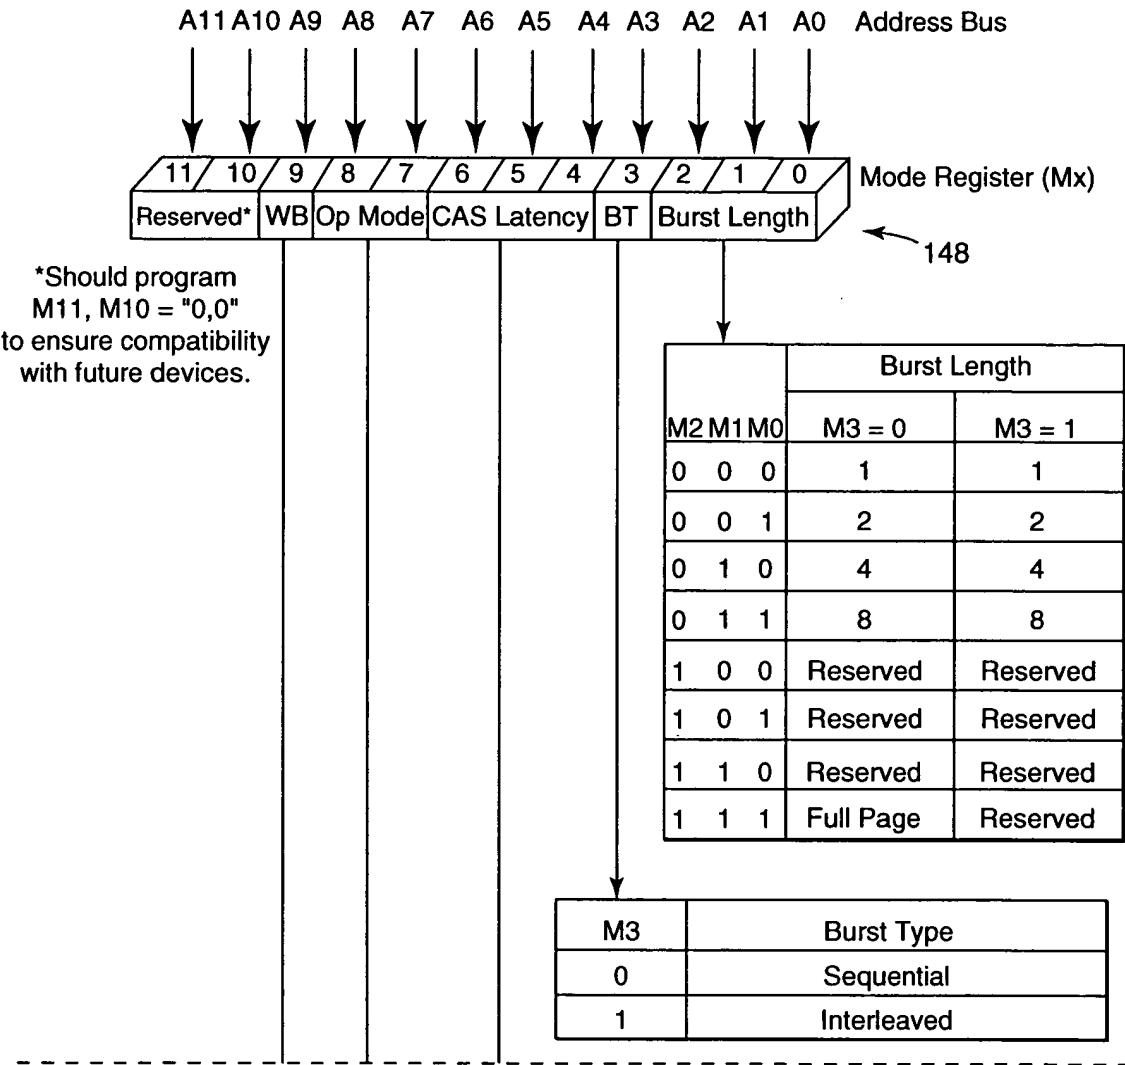 A11 A10 A9 A8 A7 A6 A5 A4 A3 A2 A1 A0 Address Bus
11 10 9 8 7 6 5 4 3 2 1 0 Mode Register (Mx)
Reserved* WB Op Mode CAS Latency BT Burst Length
148
*Should program
M11, M10 = "0,0"
to ensure compatibility
with future devices.
Burst Length
M2 M1 M0 M3 = 0 M3 = 1
0 0 0 1 1
0 0 1 2 2
0 1 0 4 4
0 1 1 8 8
1 0 0 Reserved Reserved
1 0 1 Reserved Reserved
1 1 0 Reserved Reserved
1 1 1 Full Page Reserved
M3 Burst Type
0 Sequential
1 Interleaved